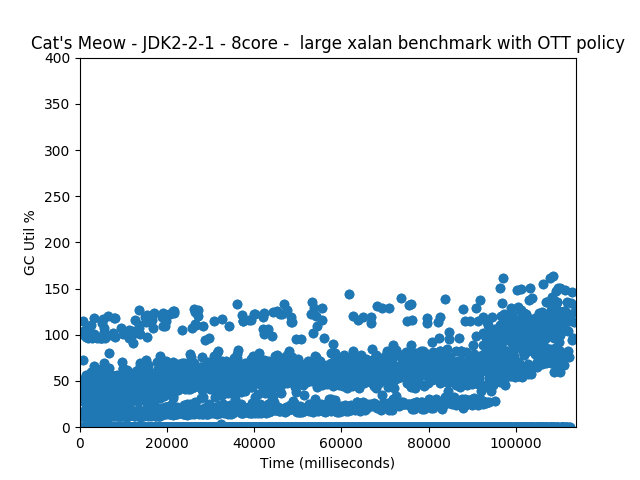 Cat's Meow - JDK2-2-1 - 8core -  large xalan benchmark with OTT policy
400
350
300
250
200
150
100
50
0
GC Util %
0 20000 40000 60000 80000 100000
Time (milliseconds)